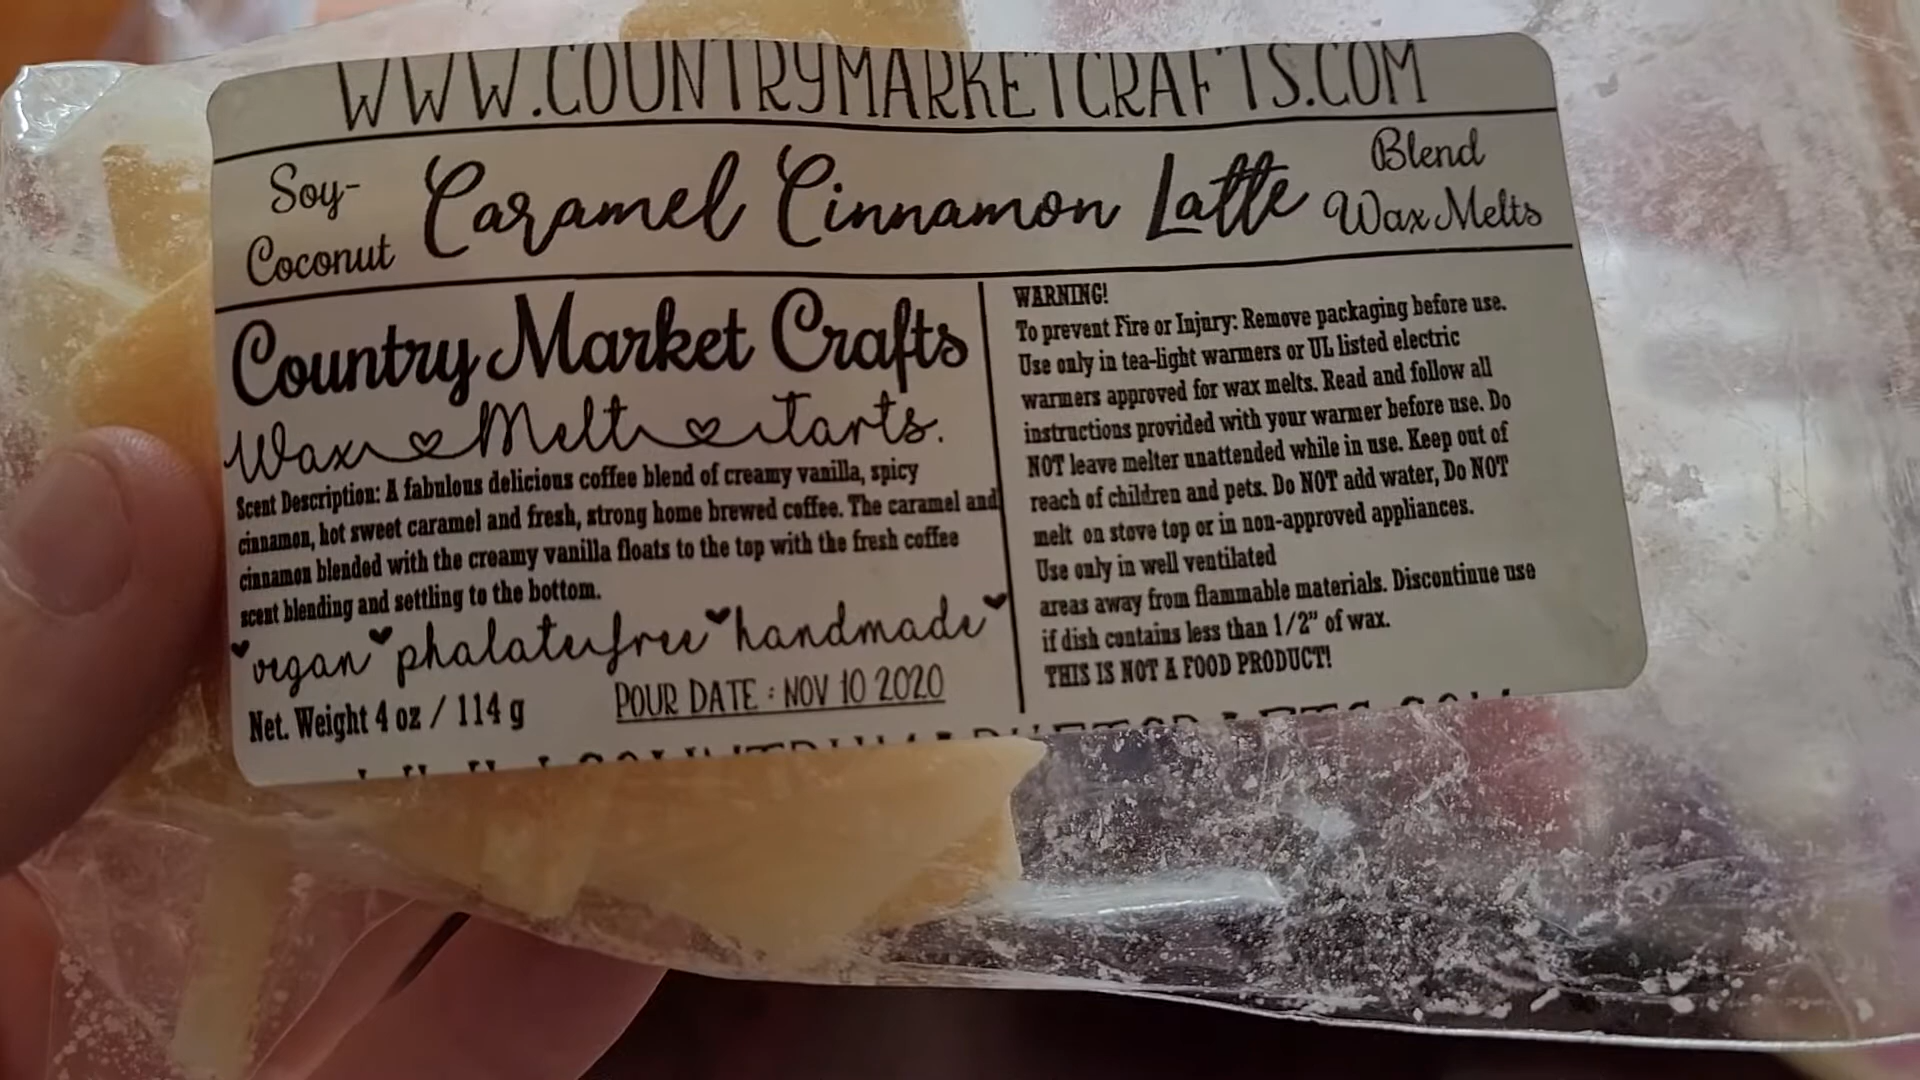 WWW.COUNTRYMARKETCRAFTS.COM
Soy-
Coconut
Caramel Cinnamon Latte
Blend
Wax Melts
Country Market Crafts
Wax Melt Tarts.
Scent Description: A fabulous delicious coffee blend of creamy vanilla, spicy
cinnamon, hot sweet caramel and fresh, strong home brewed coffee. The caramel and
cinnamon blended with the creamy vanilla floats to the top with the fresh coffee
scent blending and settling to the bottom.
vegan phalate free handmade
Net. Weight 4 oz / 114 g
POUR DATE : NOV 10 2020
WARNING!
To prevent Fire or Injury: Remove packaging before use.
Use only in tea-light warmers or UL listed electric
warmers approved for wax melts. Read and follow all
instructions provided with your warmer before use. Do
NOT leave melter unattended while in use. Keep out of
reach of children and pets. Do NOT add water, Do NOT
melt on stove top or in non-approved appliances.
Use only in well ventilated
areas away from flammable materials. Discontinue use
if dish contains less than 1/2" of wax.
THIS IS NOT A FOOD PRODUCT!